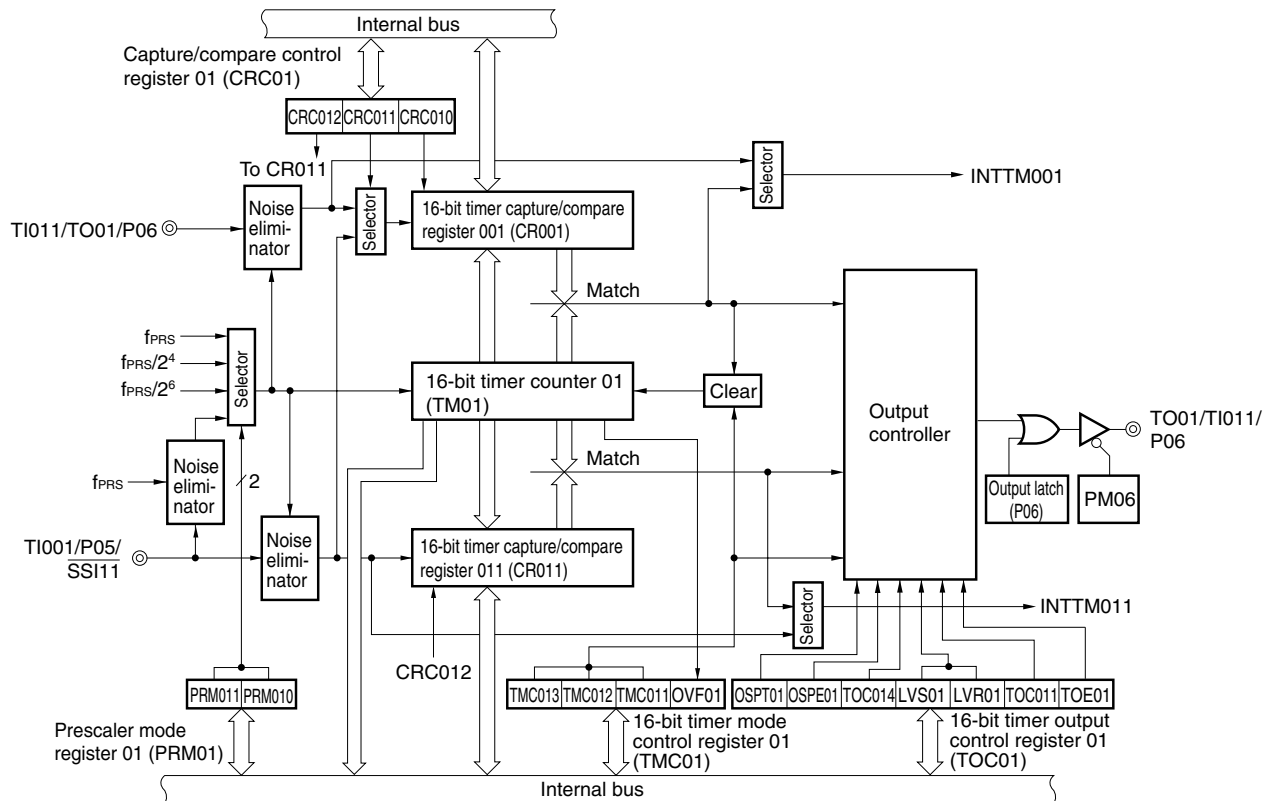 Internal bus
Capture/compare control
register 01 (CRC01)
CRC012 CRC011 CRC010
To CR011
Selector
INTTM001
Noise
elimi-
nator
Selector
16-bit timer capture/compare
register 001 (CR001)
TI011/TO01/P06
Match
fPRS
fPRS/2⁴
fPRS/2⁶
Selector
16-bit timer counter 01
(TM01)
Clear
Output
controller
TO01/TI011/
P06
Output latch
(P06)
PM06
Match
fPRS
Noise
elimi-
nator
2
TI001/P05/
SSI11
Noise
elimi-
nator
16-bit timer capture/compare
register 011 (CR011)
Selector
INTTM011
CRC012
PRM011 PRM010
TMC013 TMC012 TMC011 OVF01
OSPT01 OSPE01 TOC014 LVS01 LVR01 TOC011 TOE01
Prescaler mode
register 01 (PRM01)
16-bit timer mode
control register 01
(TMC01)
16-bit timer output
control register 01
(TOC01)
Internal bus